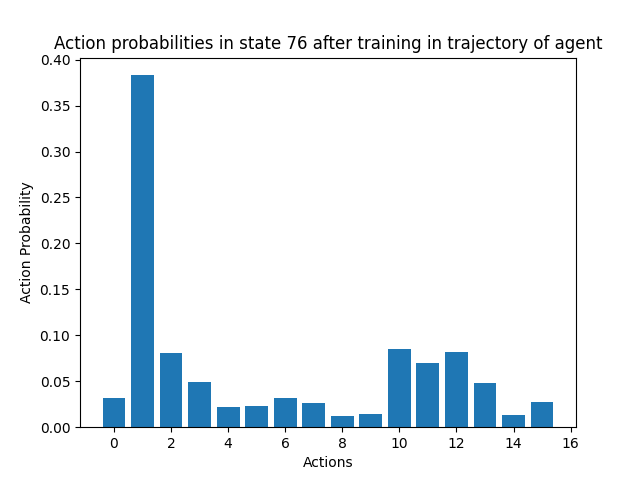 Action probabilities in state 76 after training in trajectory of agent
0.40
0.35
0.30
0.25
0.20
0.15
0.10
0.05
0.00
Action Probability
0 2 4 6 8 10 12 14 16
Actions